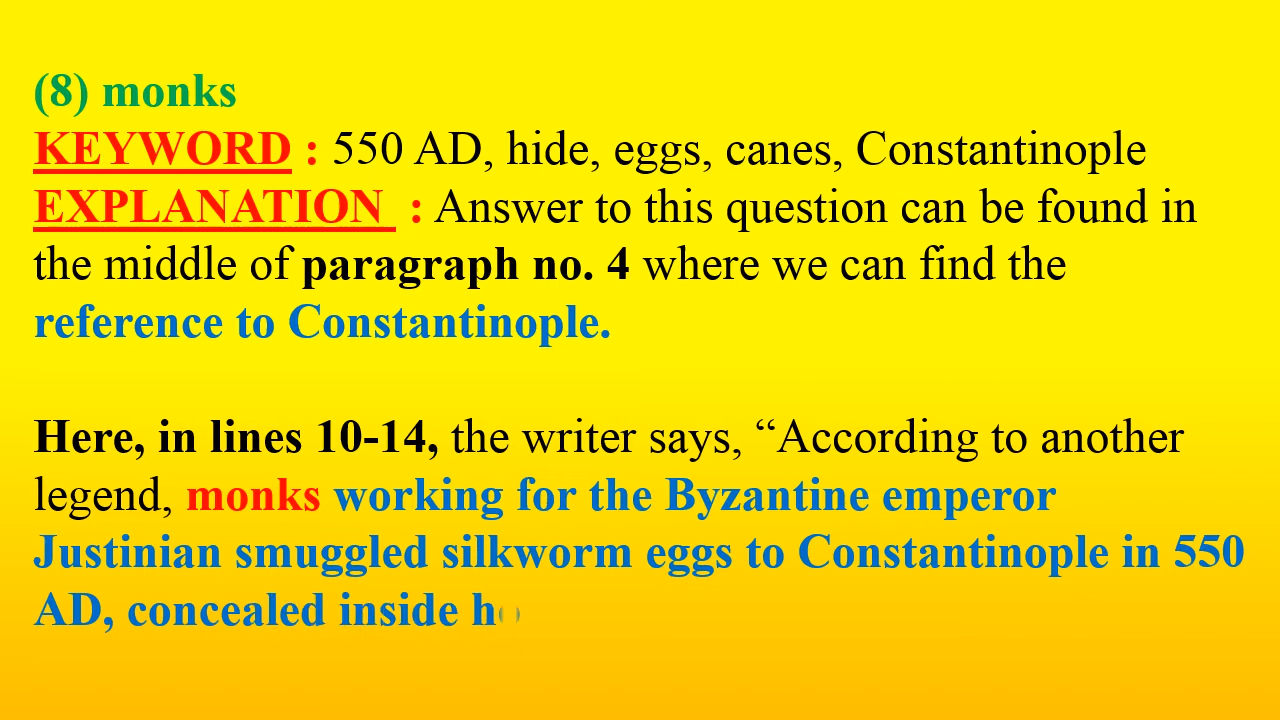 (8) monks
KEYWORD : 550 AD, hide, eggs, canes, Constantinople
EXPLANATION : Answer to this question can be found in
the middle of paragraph no. 4 where we can find the
reference to Constantinople.
Here, in lines 10-14, the writer says, “According to another
legend, monks working for the Byzantine emperor
Justinian smuggled silkworm eggs to Constantinople in 550
AD, concealed inside